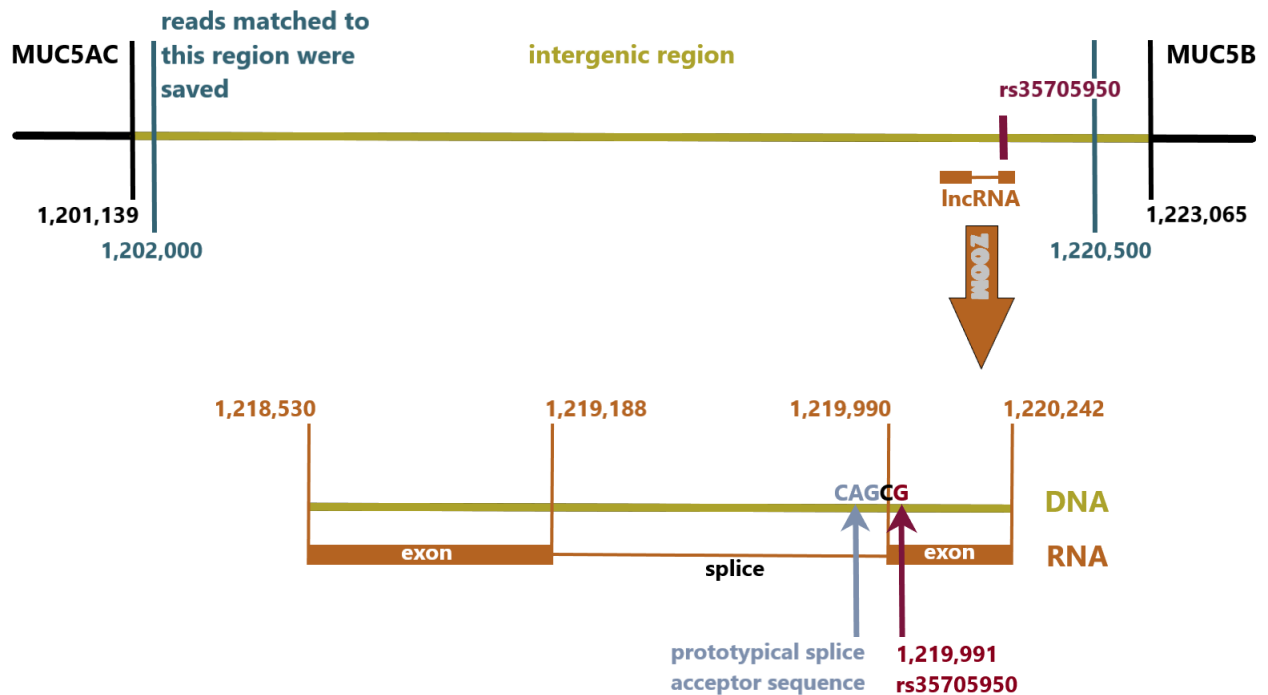 MUC5AC
reads matched to
this region were
saved
intergenic region
MUC5B
rs35705950
lncRNA
1,201,139
1,202,000
1,220,500
1,223,065
ZOOM
1,218,530
1,219,188
1,219,990
1,220,242
CAGCG
DNA
exon
splice
exon
RNA
prototypical splice
acceptor sequence
1,219,991
rs35705950